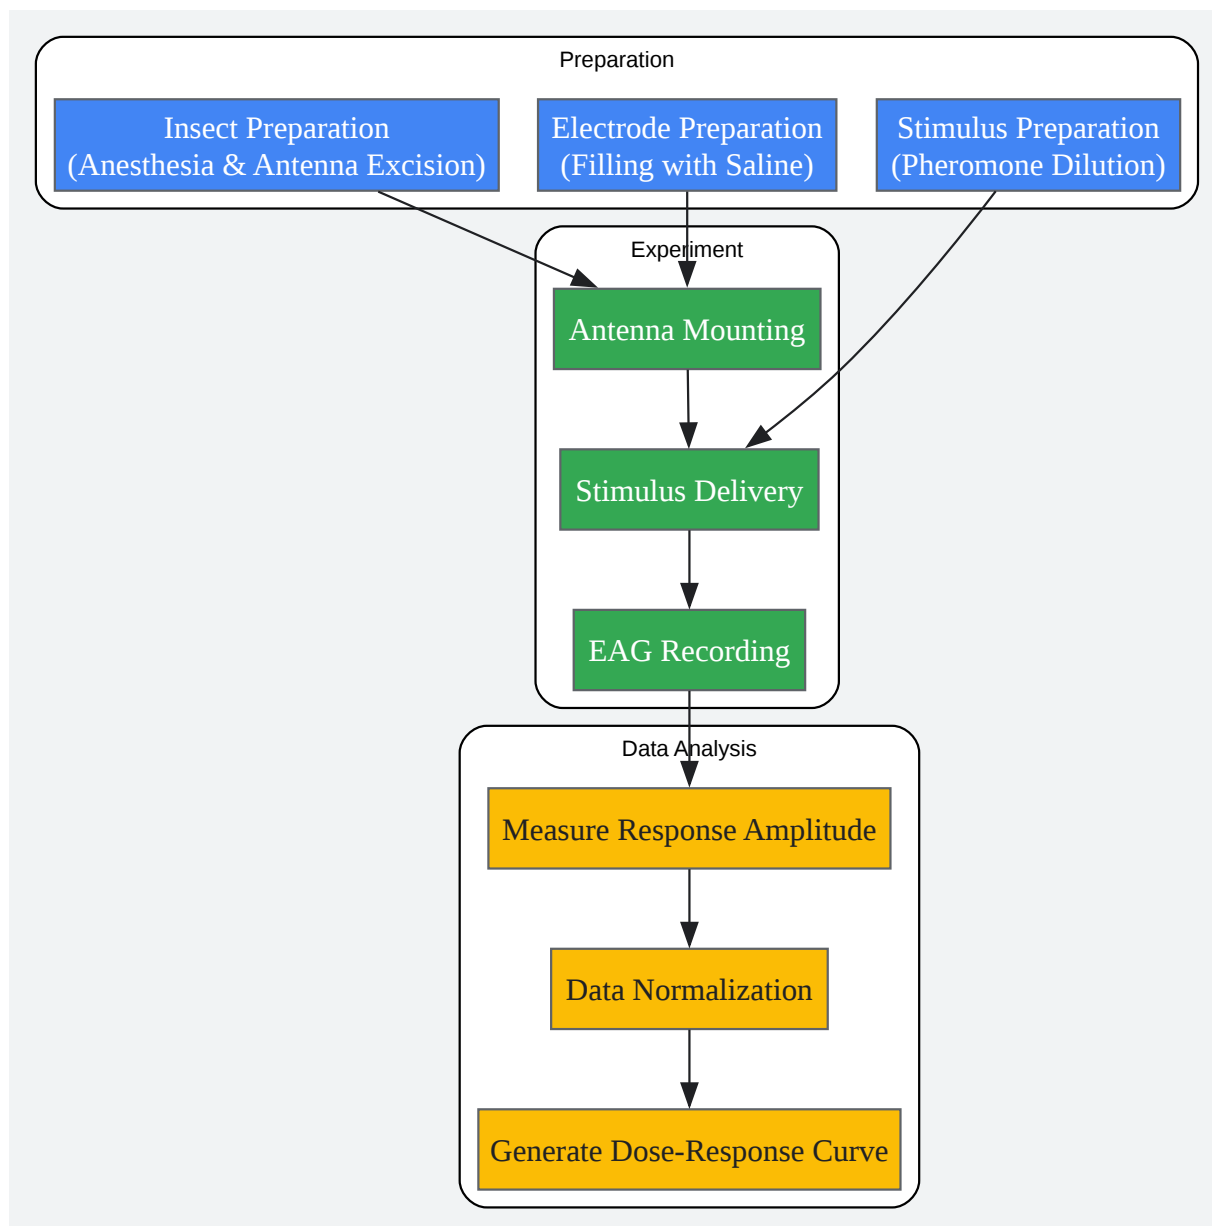 Preparation
Insect Preparation
(Anesthesia & Antenna Excision)
Electrode Preparation
(Filling with Saline)
Stimulus Preparation
(Pheromone Dilution)
Experiment
Antenna Mounting
Stimulus Delivery
EAG Recording
Data Analysis
Measure Response Amplitude
Data Normalization
Generate Dose-Response Curve